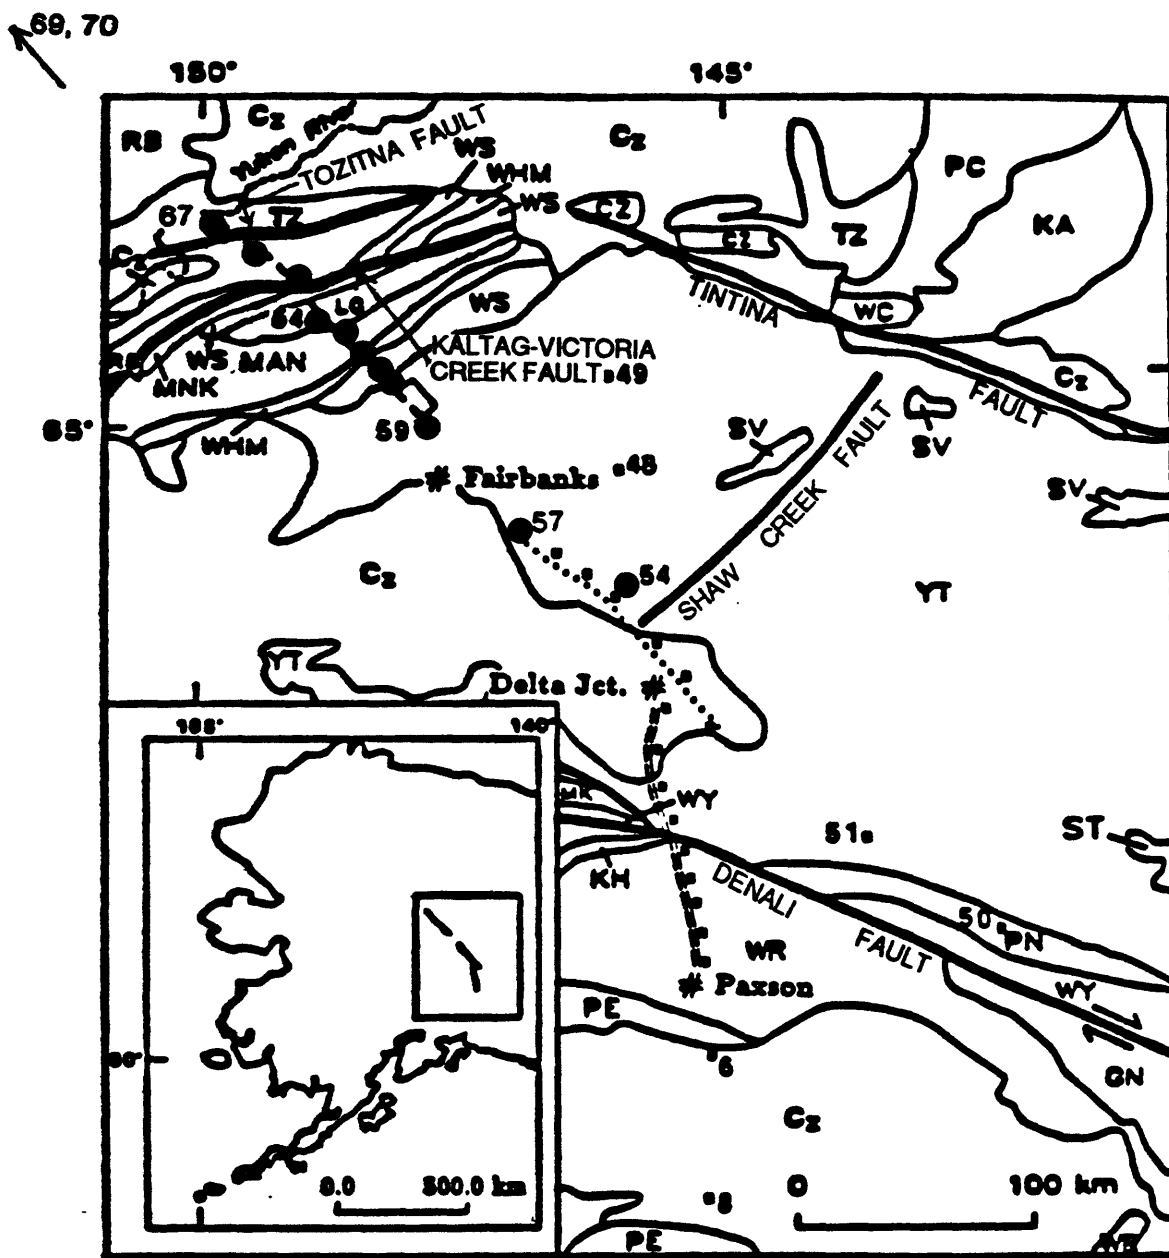 69, 70
150°
145°
RB
Cz
Yukon River
TOZITNA FAULT
WS
WHM
WS
Cz
CZ
PC
KA
67
TZ
CZ
TZ
Cz
WS
TINTINA
WC
LG
64
WS
MAN
KALTAG-VICTORIA
CREEK FAULT
49
MNK
Cz
FAULT
65°
WHM
59
SV
SV
Fairbanks
48
SHAW CREEK FAULT
SV
57
54
Cz
YT
YT
Delta Jct.
140°
MK
WY
51
ST
KH
DENALI
FAULT
50
PN
WR
Paxson
WY
PE
6
GN
Cz
0.0
500.0 km
8
0
100 km
PE